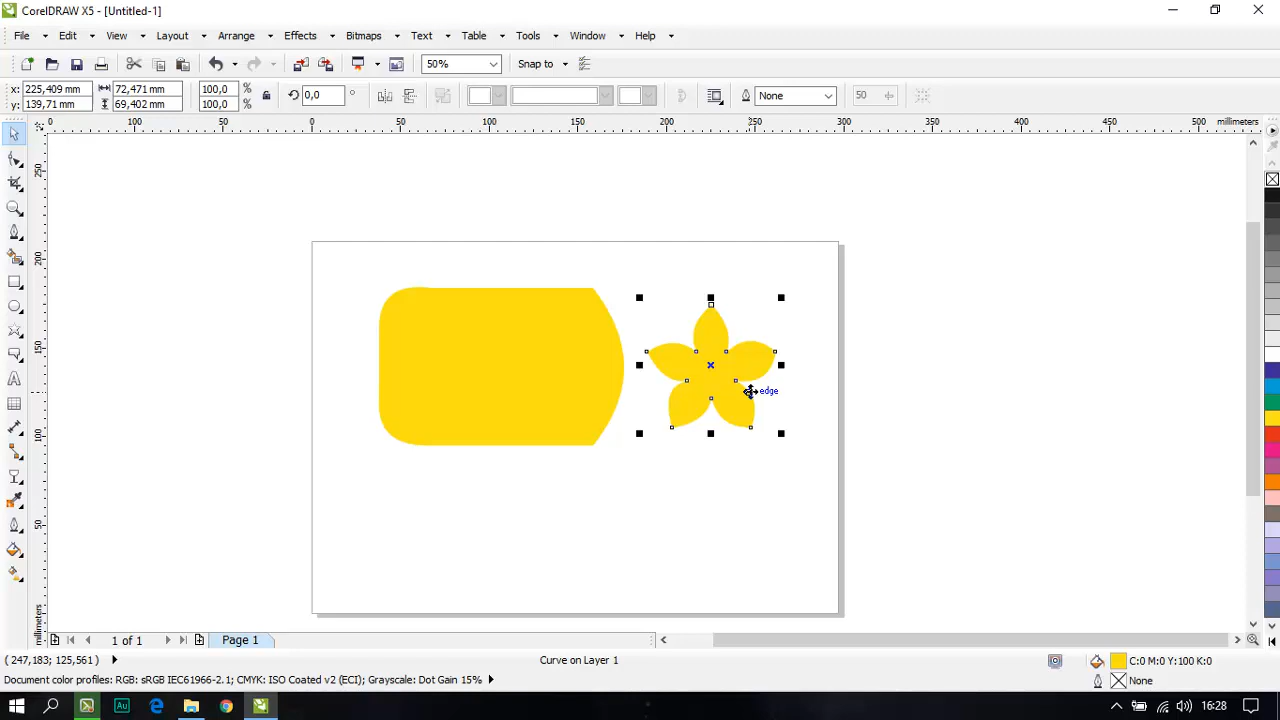 CorelDRAW X5 - [Untitled-1]
File Edit View Layout Arrange Effects Bitmaps Text Table Tools Window Help
50% Snap to
x: 225,409 mm 72,471 mm 100,0 % 0,0 ° None 50
y: 139,71 mm 69,402 mm 100,0 %
100 50 0 50 100 150 200 250 300 350 400 450 500 millimeters
250
200
150
100
50
millimeters
edge
1 of 1 Page 1
(247,183; 125,561) Curve on Layer 1 C:0 M:0 Y:100 K:0
Document color profiles: RGB: sRGB IEC61966-2.1; CMYK: ISO Coated v2 (ECI); Grayscale: Dot Gain 15% None
Au 16:28